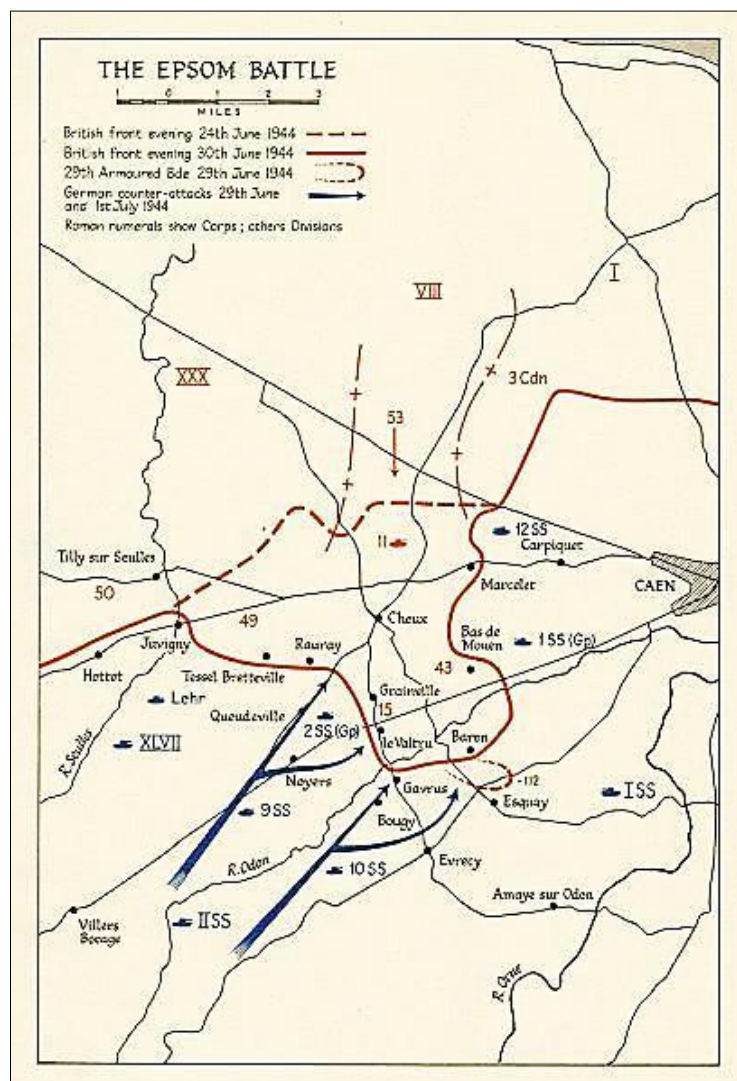 THE EPSOM BATTLE
1 0 1 2 3
MILES
British front evening 24th June 1944
British front evening 30th June 1944
29th Armoured Bde 29th June 1944
German counter-attacks 29th June
and 1st July 1944
Roman numerals show Corps; others Divisions
VIII
I
XXX
3 Cdn
53
12 SS
11
Carpiquet
Tilly sur Seulles
Marcelet
CAEN
50
Cheux
49
Juvigny
Bas de
Mouen
1 SS (Gp)
Rauray
Hottot
Tessel Bretteville
43
Lehr
Grainville
Queudeville
15
2 SS (Gp)
le Valtru
Baron
XLVII
R. Seulles
Noyers
Gavrus
112
I SS
Esquay
9 SS
Bougy
R. Odon
Evrecy
10 SS
Amaye sur Odon
Villers
Bocage
II SS
R. Orne